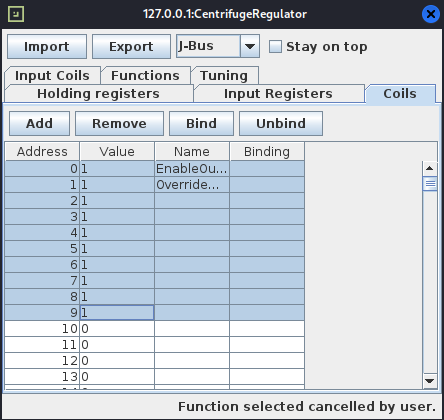 127.0.0.1:CentrifugeRegulator
Import Export J-Bus Stay on top
Input Coils Functions Tuning
Holding registers Input Registers Coils
Add Remove Bind Unbind
Address Value Name Binding
0 1 EnableOu...
1 1 Override...
2 1
3 1
4 1
5 1
6 1
7 1
8 1
9 1
10 0
11 0
12 0
13 0
Function selected cancelled by user.